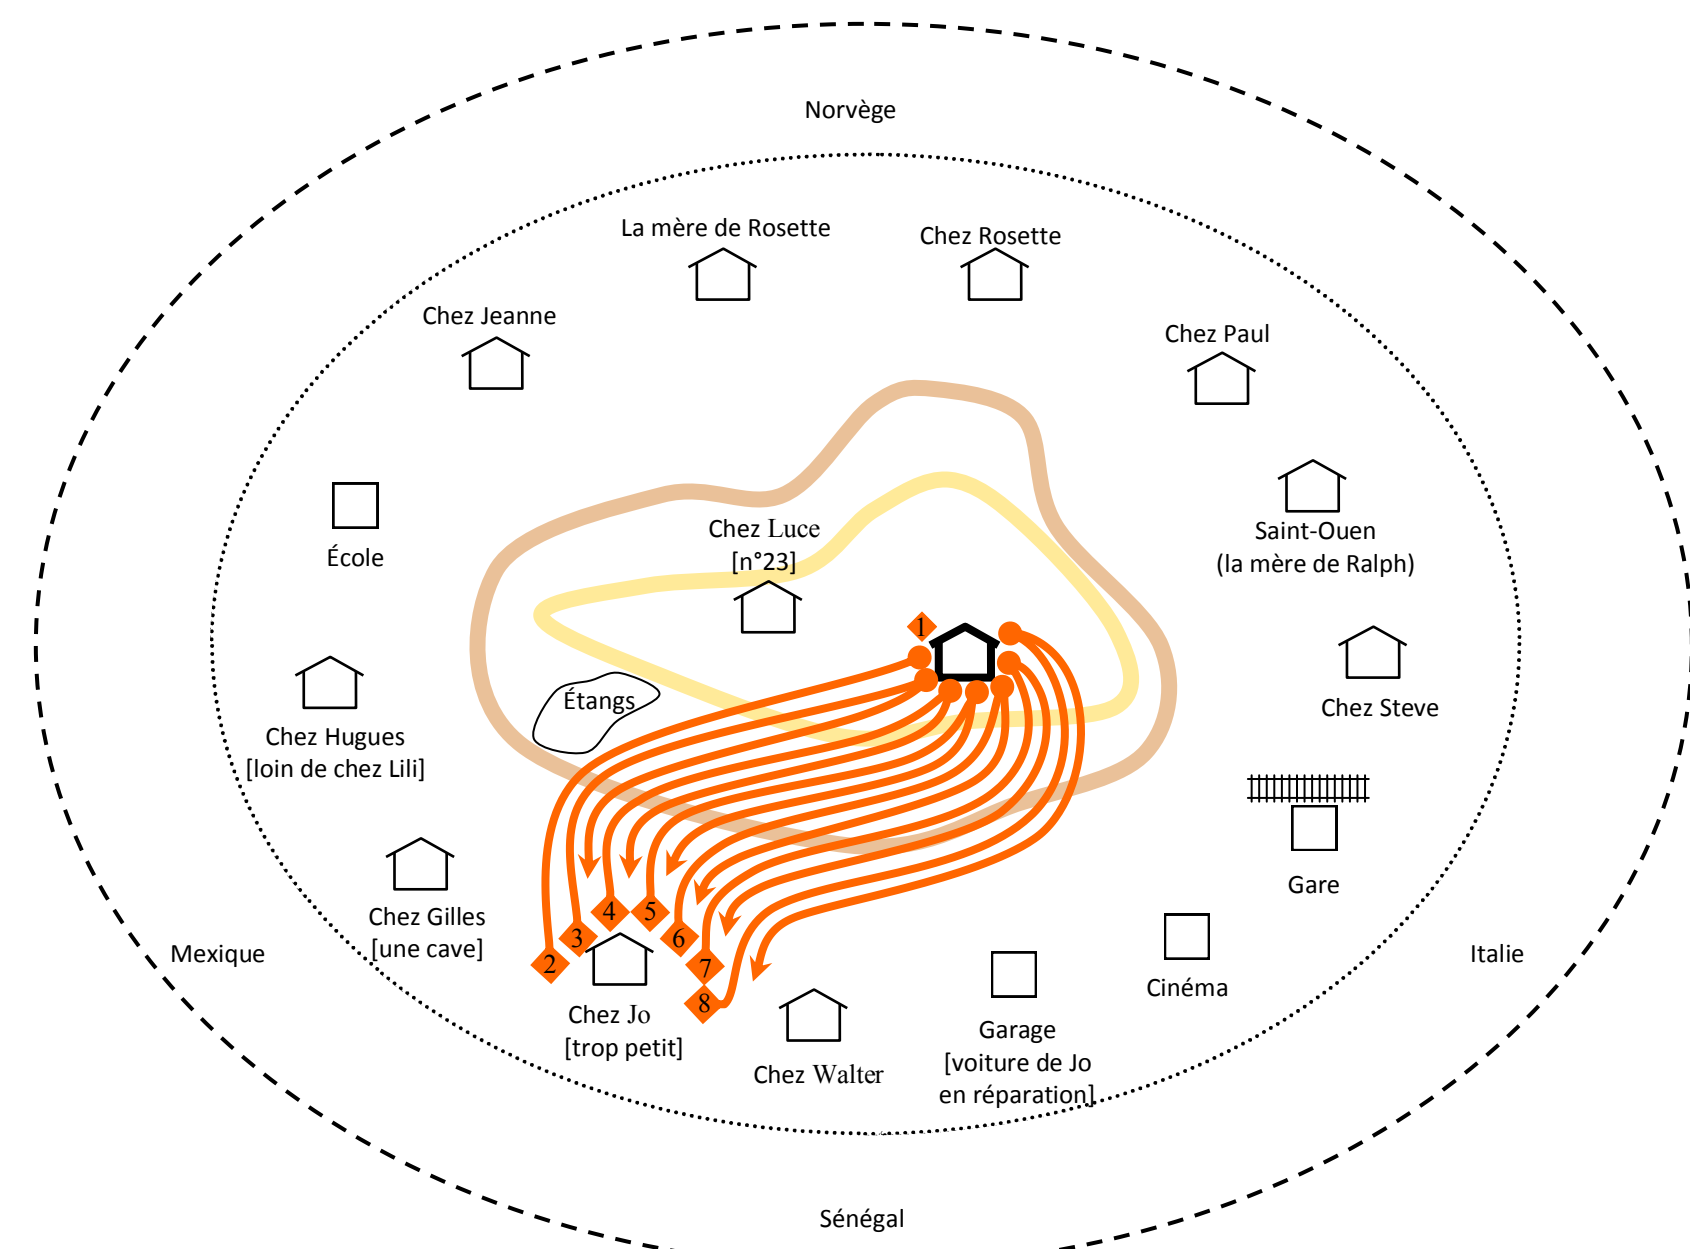 Norvège
La mère de Rosette
Chez Rosette
Chez Jeanne
Chez Paul
École
Chez Luce
[n°23]
Saint-Ouen
(la mère de Ralph)
1
Étangs
Chez Steve
Chez Hugues
[loin de chez Lili]
Gare
Chez Gilles
[une cave]
4
5
3
6
2
7
8
Mexique
Italie
Cinéma
Chez Jo
[trop petit]
Garage
[voiture de Jo
en réparation]
Chez Walter
Sénégal